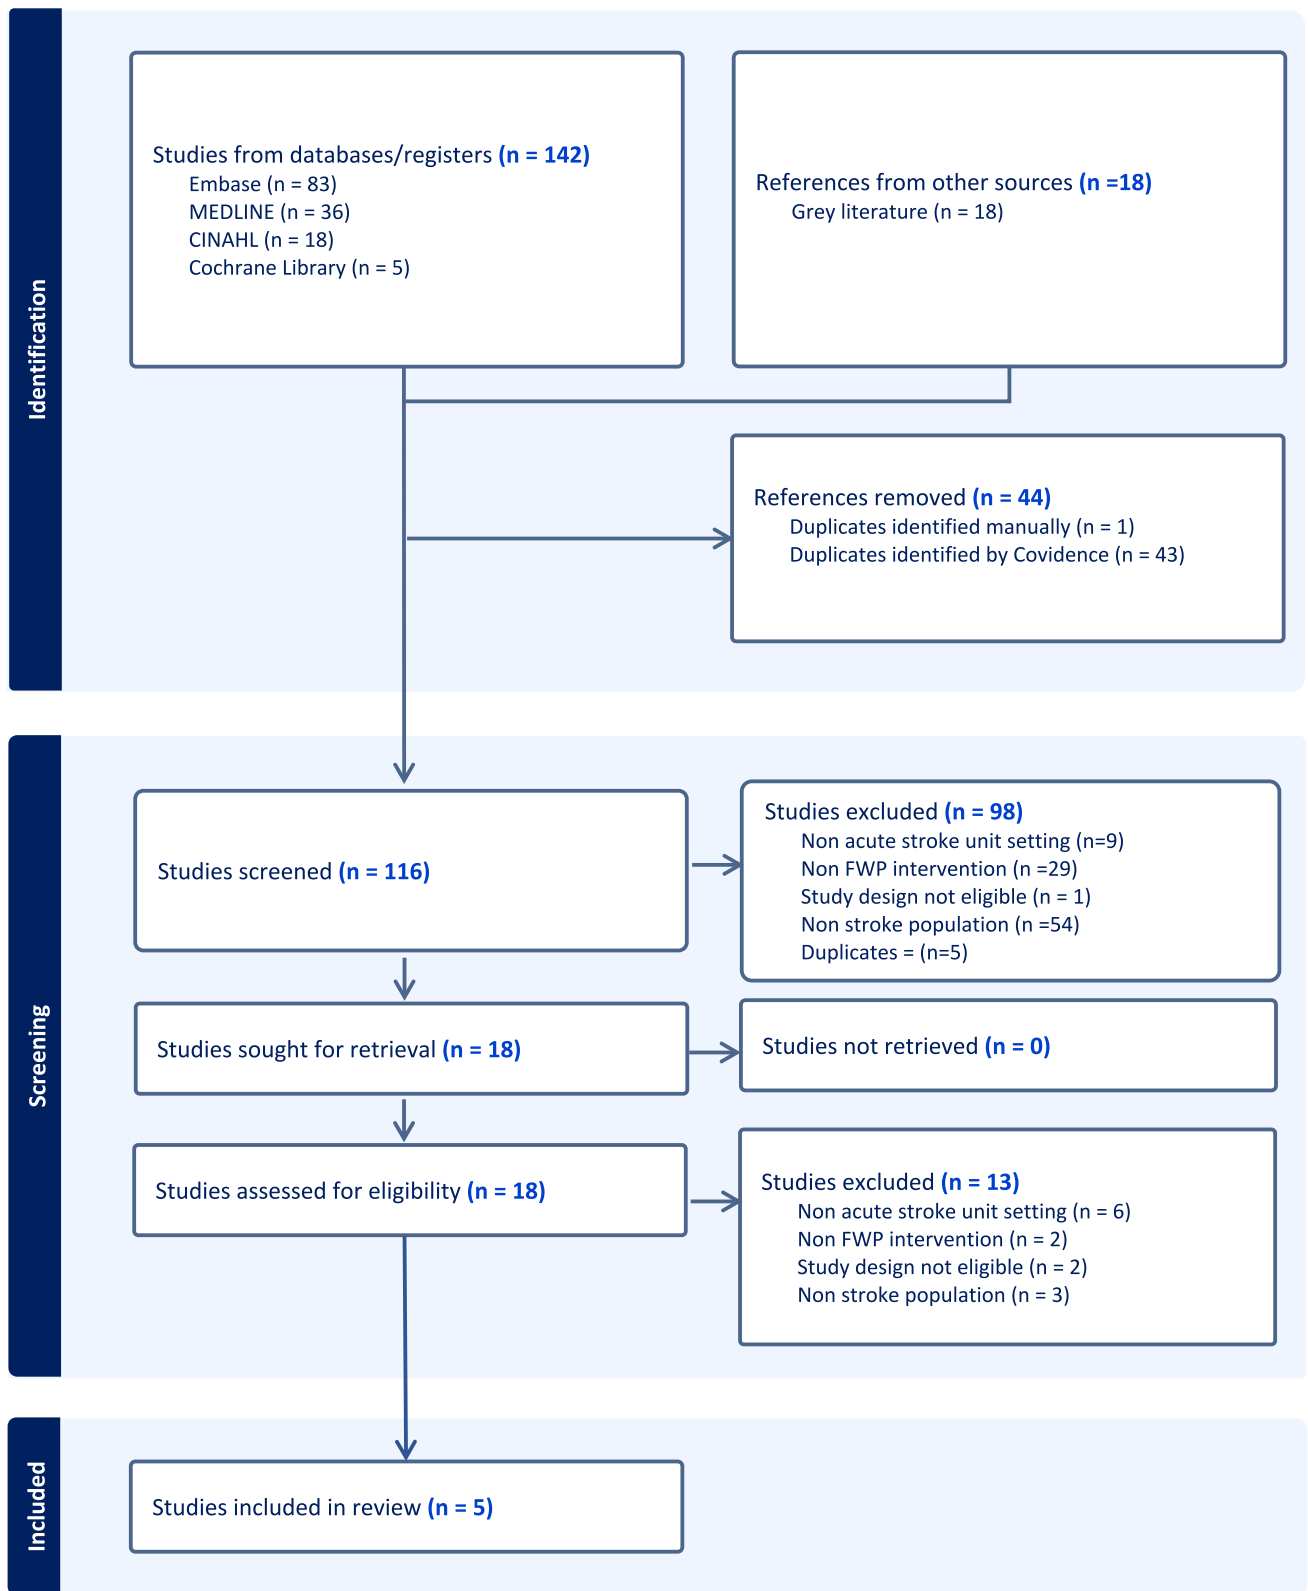 Identification
Studies from databases/registers (n = 142)
Embase (n = 83)
MEDLINE (n = 36)
CINAHL (n = 18)
Cochrane Library (n = 5)
References from other sources (n =18)
Grey literature (n = 18)
References removed (n = 44)
Duplicates identified manually (n = 1)
Duplicates identified by Covidence (n = 43)
Screening
Studies screened (n = 116)
Studies excluded (n = 98)
Non acute stroke unit setting (n=9)
Non FWP intervention (n =29)
Study design not eligible (n = 1)
Non stroke population (n =54)
Duplicates = (n=5)
Studies sought for retrieval (n = 18)
Studies not retrieved (n = 0)
Studies assessed for eligibility (n = 18)
Studies excluded (n = 13)
Non acute stroke unit setting (n = 6)
Non FWP intervention (n = 2)
Study design not eligible (n = 2)
Non stroke population (n = 3)
Included
Studies included in review (n = 5)